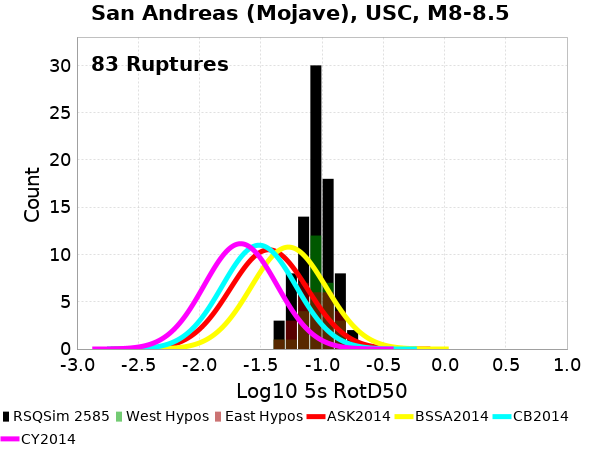 San Andreas (Mojave), USC, M8-8.5
83 Ruptures
30
25
20
15
10
5
0
Count
-3.0 -2.5 -2.0 -1.5 -1.0 -0.5 0.0 0.5 1.0
Log10 5s RotD50
RSQSim 2585 West Hypos East Hypos ASK2014 BSSA2014 CB2014
CY2014